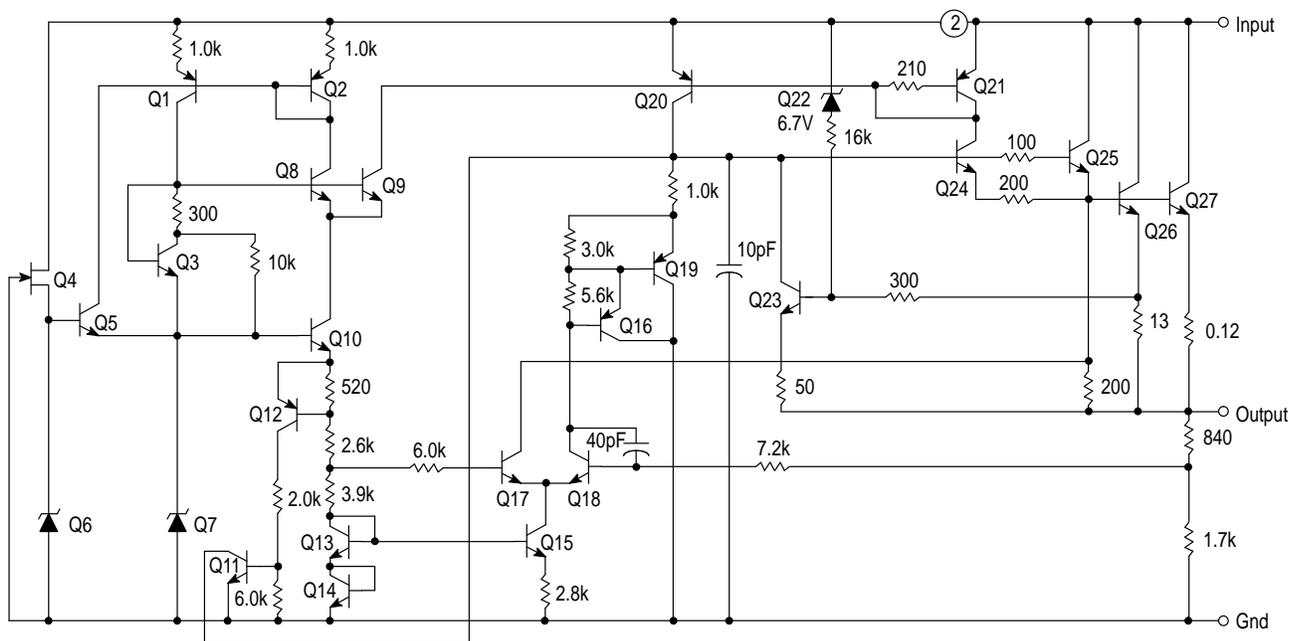 2
Input
1.0k
1.0k
Q1
Q2
Q20
Q22
6.7V
210
Q21
16k
100
Q25
Q8
Q9
Q24
200
Q27
Q26
1.0k
300
Q3
10k
3.0k
Q19
10pF
Q4
5.6k
300
Q23
Q5
Q16
13
0.12
Q10
520
50
200
Q12
Output
2.6k
40pF
840
6.0k
7.2k
2.0k
3.9k
Q17
Q18
Q6
Q7
Q13
Q15
1.7k
Q11
Q14
6.0k
2.8k
Gnd